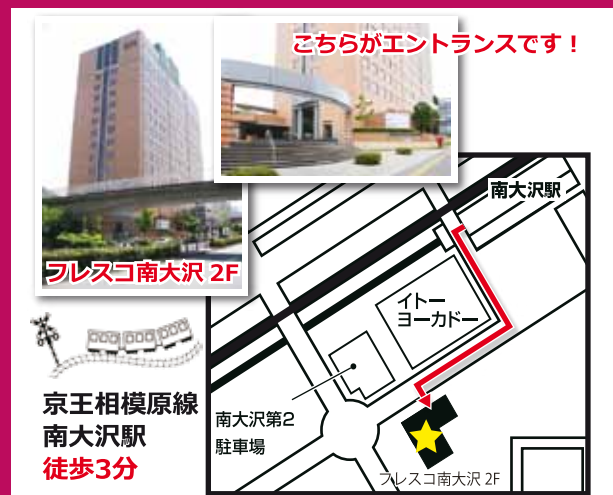 こちらがエントランスです!
フレスコ南大沢 2F
南大沢駅
イトー
ヨーカドー
南大沢第2
駐車場
フレスコ南大沢 2F
京王相模原線
南大沢駅
徒歩3分